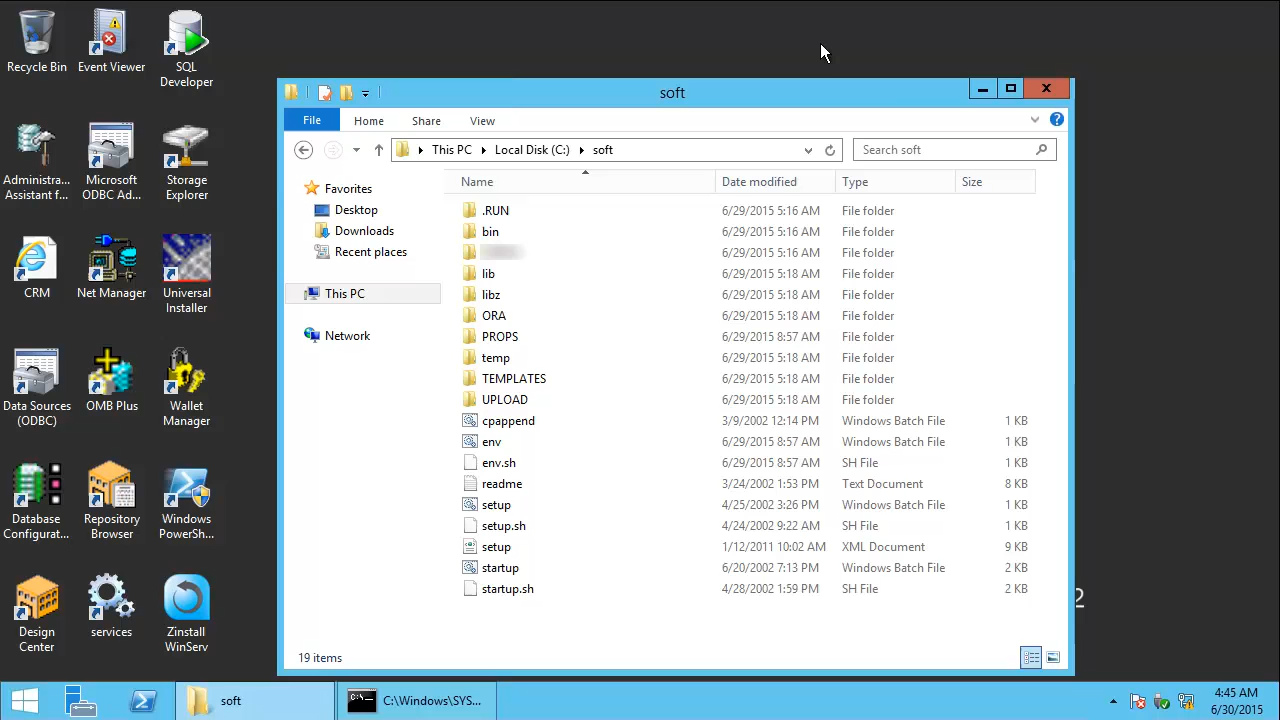 Recycle Bin
Event Viewer
SQL
Developer
Administra...
Assistant f...
Microsoft
ODBC Ad...
Storage
Explorer
CRM
Net Manager
Universal
Installer
Data Sources
(ODBC)
OMB Plus
Wallet
Manager
Database
Configurat...
Repository
Browser
Windows
PowerSh...
Design
Center
services
Zinstall
WinServ
soft
File
Home
Share
View
This PC
Local Disk (C:)
soft
Search soft
Favorites
Desktop
Downloads
Recent places
This PC
Network
Name Date modified Type Size
.RUN 6/29/2015 5:16 AM File folder
bin 6/29/2015 5:16 AM File folder
6/29/2015 5:16 AM File folder
lib 6/29/2015 5:18 AM File folder
libz 6/29/2015 5:18 AM File folder
ORA 6/29/2015 5:18 AM File folder
PROPS 6/29/2015 8:57 AM File folder
temp 6/29/2015 5:18 AM File folder
TEMPLATES 6/29/2015 5:18 AM File folder
UPLOAD 6/29/2015 5:18 AM File folder
cpappend 3/9/2002 12:14 PM Windows Batch File 1 KB
env 6/29/2015 8:57 AM Windows Batch File 1 KB
env.sh 6/29/2015 8:57 AM SH File 1 KB
readme 3/24/2002 1:53 PM Text Document 8 KB
setup 4/25/2002 3:26 PM Windows Batch File 1 KB
setup.sh 4/24/2002 9:22 AM SH File 1 KB
setup 1/12/2011 10:02 AM XML Document 9 KB
startup 6/20/2002 7:13 PM Windows Batch File 2 KB
startup.sh 4/28/2002 1:59 PM SH File 2 KB
19 items
2
soft
C:\Windows\SYS...
4:45 AM
6/30/2015